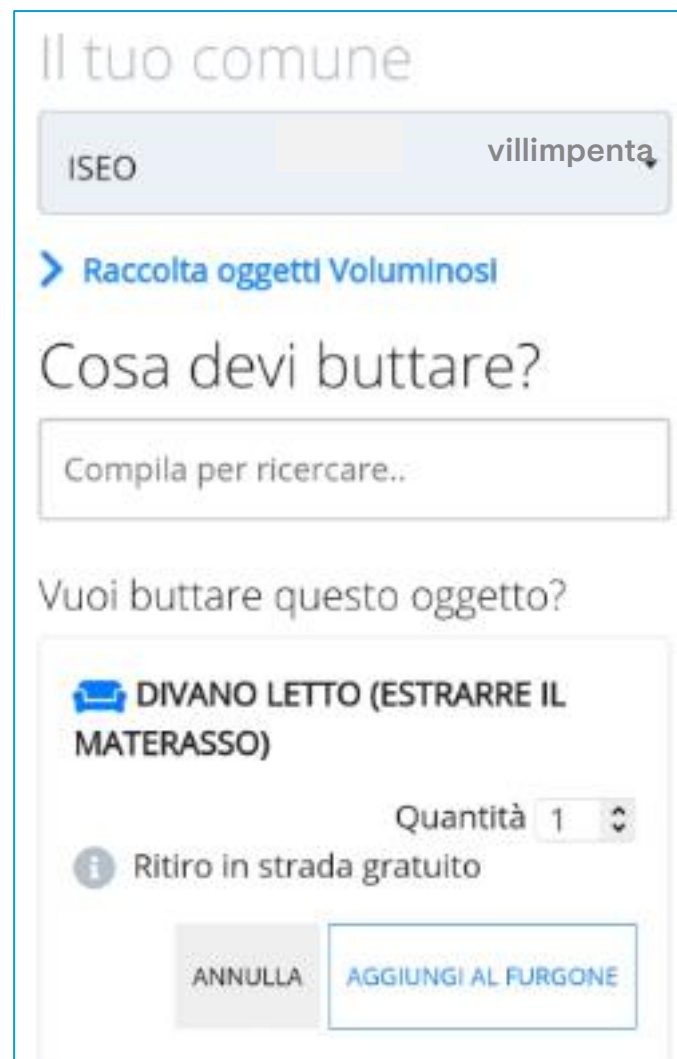 Il tuo comune
ISEO villimpenta
Raccolta oggetti Voluminosi
Cosa devi buttare?
Compila per ricercare..
Vuoi buttare questo oggetto?
DIVANO LETTO (ESTRARRE IL
MATERASSO)
Quantità 1
Ritiro in strada gratuito
ANNULLA AGGIUNGI AL FURGONE